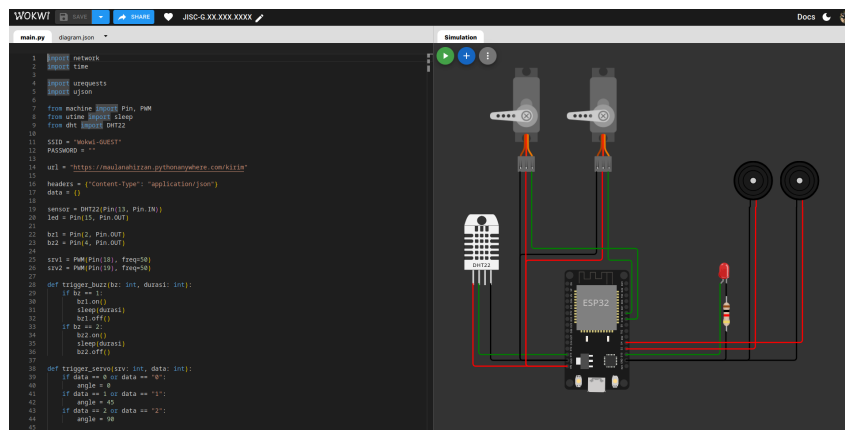 WOKWI SAVE SHARE JISC-G.XX.XXX.XXXX Docs
main.py diagram.json Simulation
1 import network
2 import time
3
4 import urequests
5 import ujson
6
7 from machine import Pin, PWM
8 from utime import sleep
9 from dht import DHT22
10
11 SSID = "Wokwi-GUEST"
12 PASSWORD = ""
13
14 url = "https://maulanahirzan.pythonanywhere.com/kirim"
15
16 headers = {"Content-Type": "application/json"}
17 data = {}
18
19 sensor = DHT22(Pin(13, Pin.IN))
20 led = Pin(15, Pin.OUT)
21
22 bz1 = Pin(2, Pin.OUT)
23 bz2 = Pin(4, Pin.OUT)
24
25 srv1 = PWM(Pin(18), freq=50)
26 srv2 = PWM(Pin(19), freq=50)
27
28 def trigger_buzz(bz: int, durasi: int):
29 if bz == 1:
30 bz1.on()
31 sleep(durasi)
32 bz1.off()
33 if bz == 2:
34 bz2.on()
35 sleep(durasi)
36 bz2.off()
37
38 def trigger_servo(srv: int, data: int):
39 if data == 0 or data == "0":
40 angle = 0
41 if data == 1 or data == "1":
42 angle = 45
43 if data == 2 or data == "2":
44 angle = 90
45
DHT22
ESP32